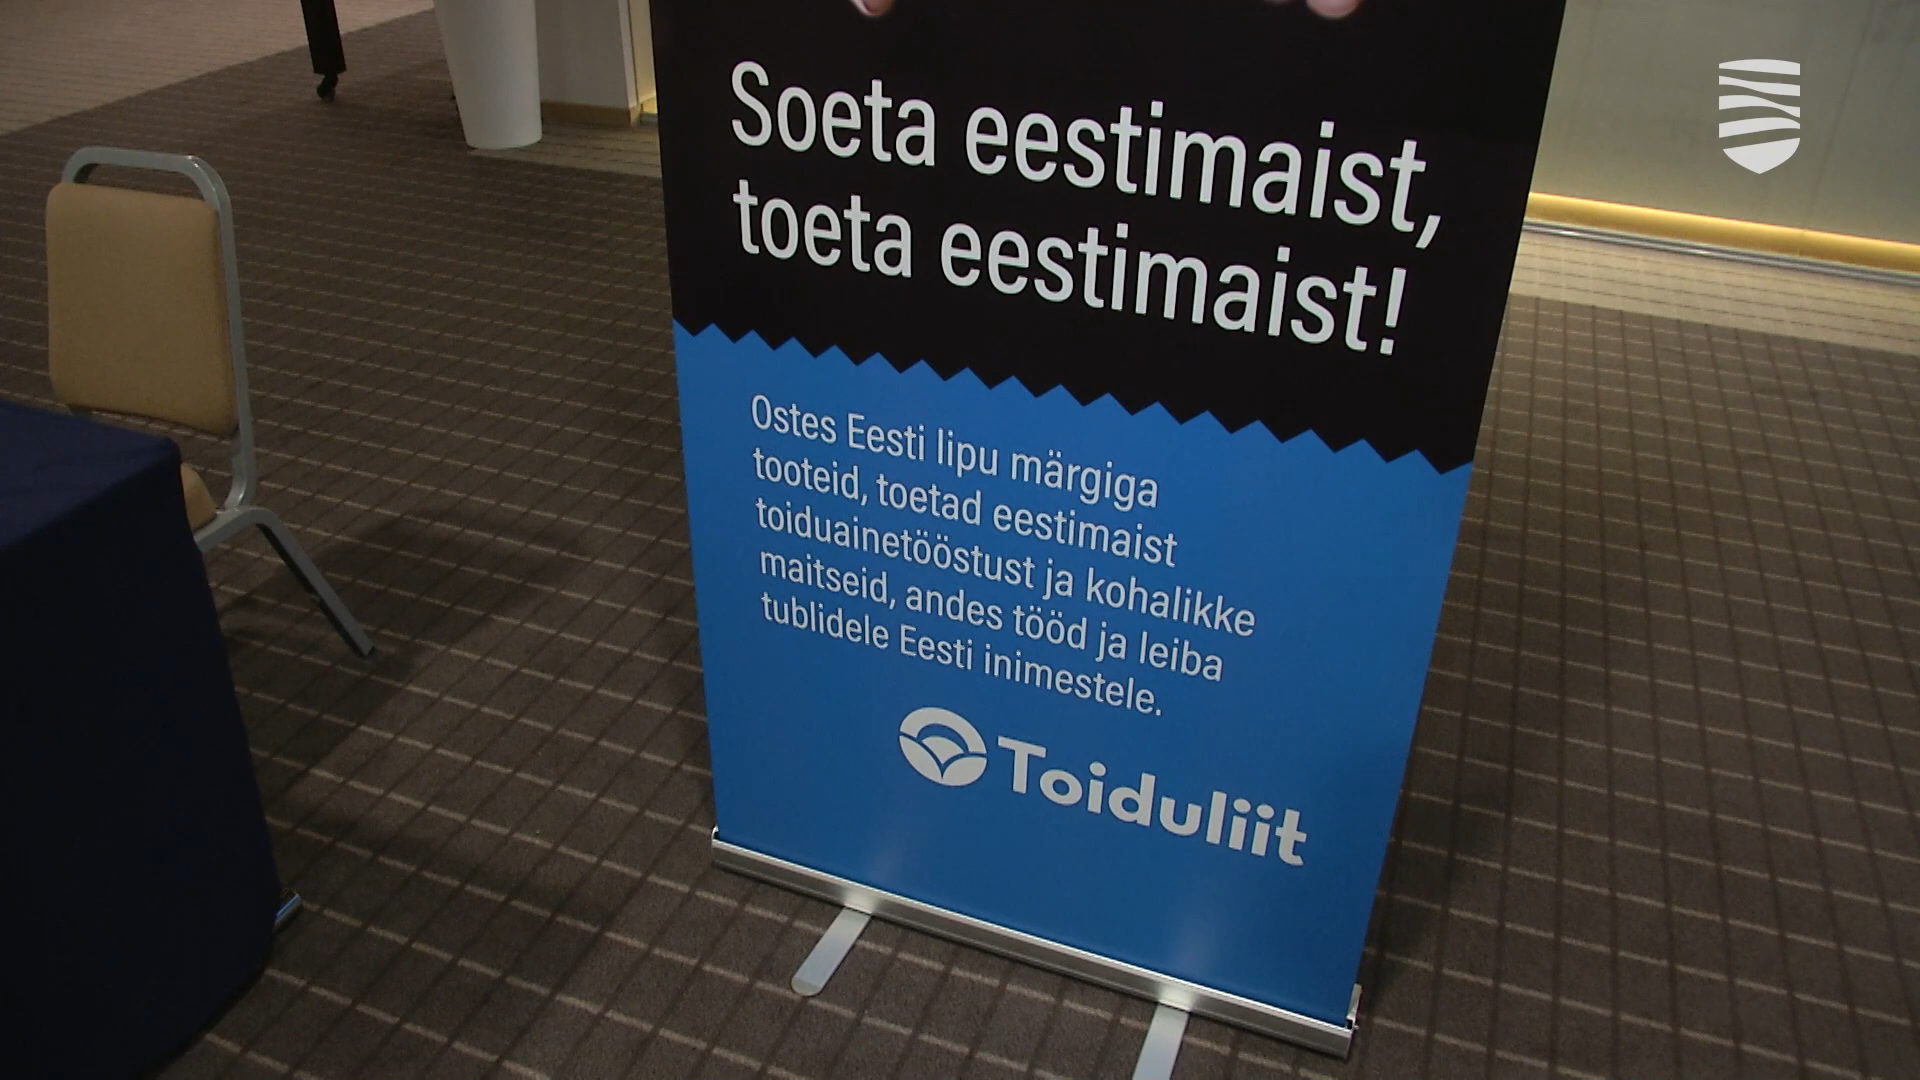 Soeta eestimaist,
toeta eestimaist!
Ostes Eesti lipu märgiga
tooteid, toetad eestimaist
toiduainetööstust ja kohalikke
maitseid, andes tööd ja leiba
tublidele Eesti inimestele.
Toiduliit